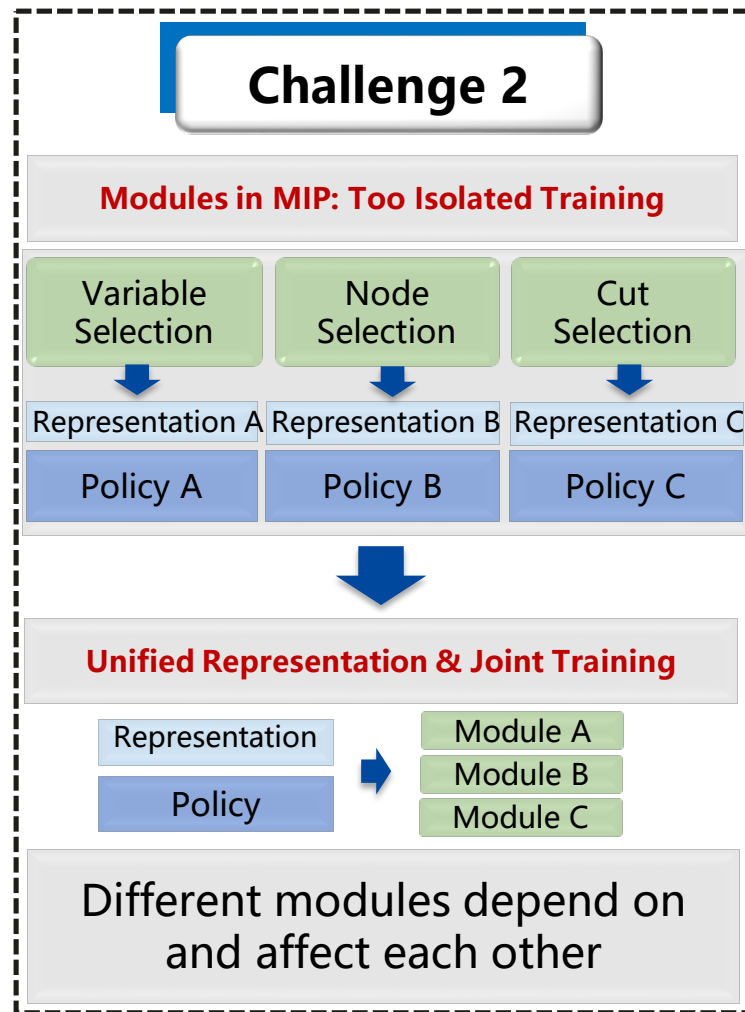 Challenge 2
Modules in MIP: Too Isolated Training
Variable
Selection
Node
Selection
Cut
Selection
Representation A
Representation B
Representation C
Policy A
Policy B
Policy C
Unified Representation & Joint Training
Representation
Policy
Module A
Module B
Module C
Different modules depend on
and affect each other